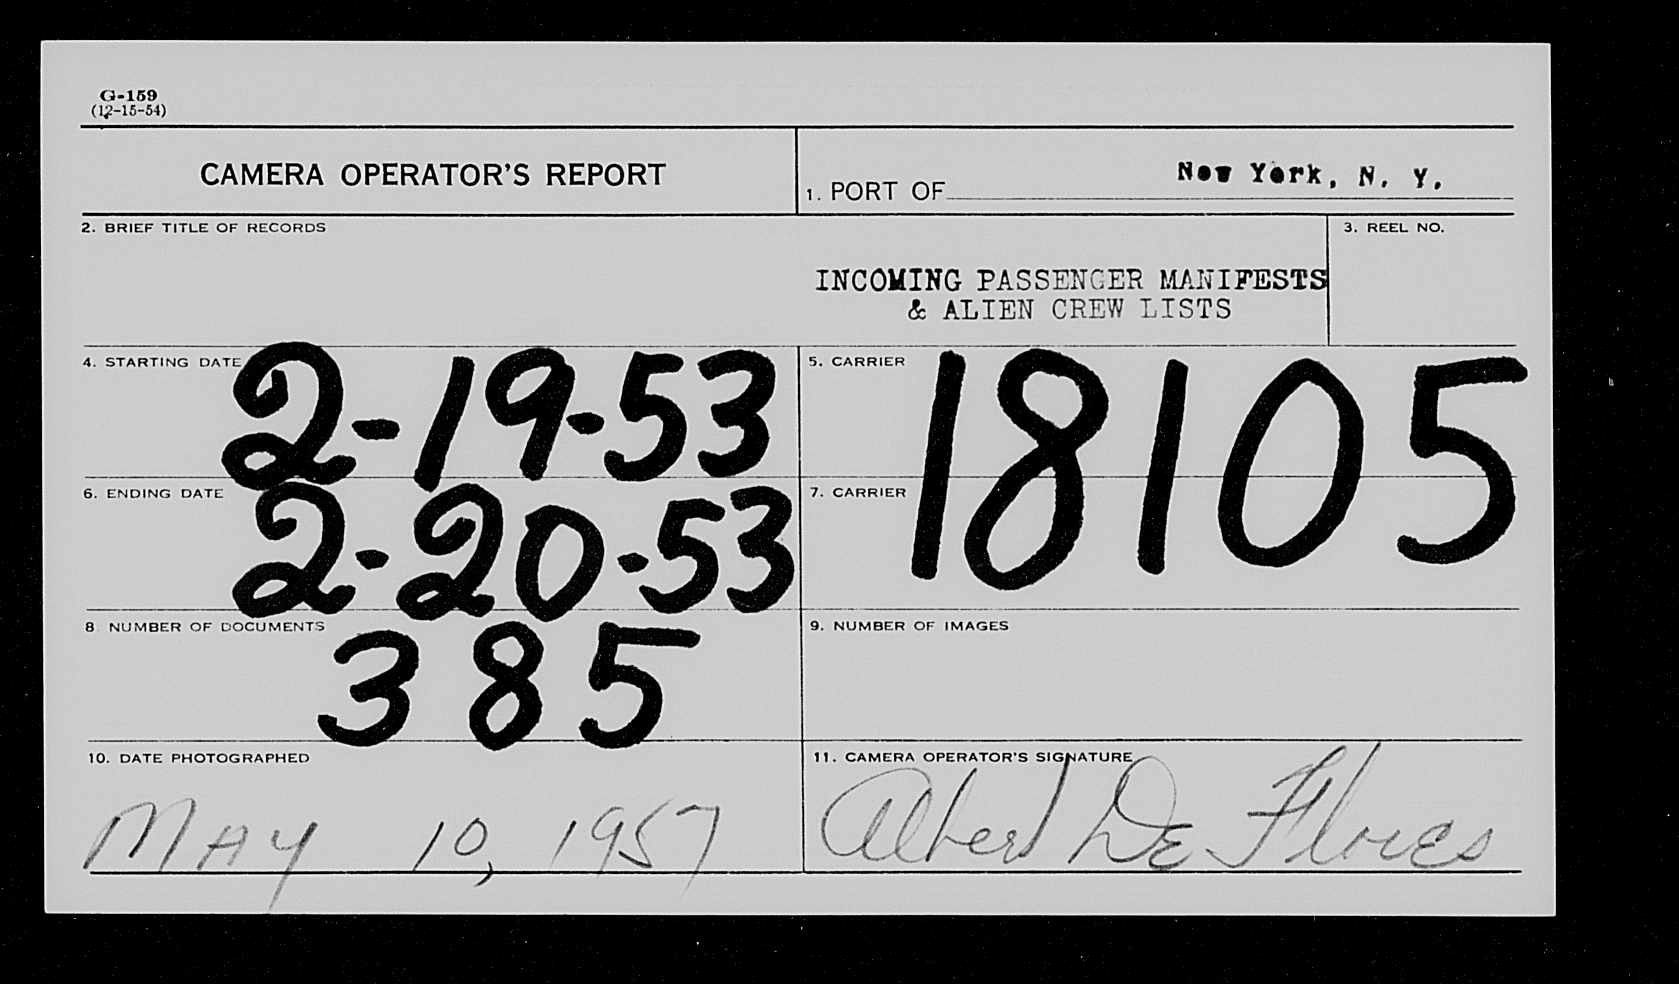 G-159
(12-15-54)
CAMERA OPERATOR'S REPORT
1. PORT OF New York, N. Y.
2. BRIEF TITLE OF RECORDS
3. REEL NO.
INCOMING PASSENGER MANIFESTS
& ALIEN CREW LISTS
4. STARTING DATE 2-19-53
5. CARRIER 18105
6. ENDING DATE 2-20-53
7. CARRIER
8 NUMBER OF DOCUMENTS 385
9. NUMBER OF IMAGES
10. DATE PHOTOGRAPHED
11. CAMERA OPERATOR'S SIGNATURE
MAY 10, 1957
Albert De Flores